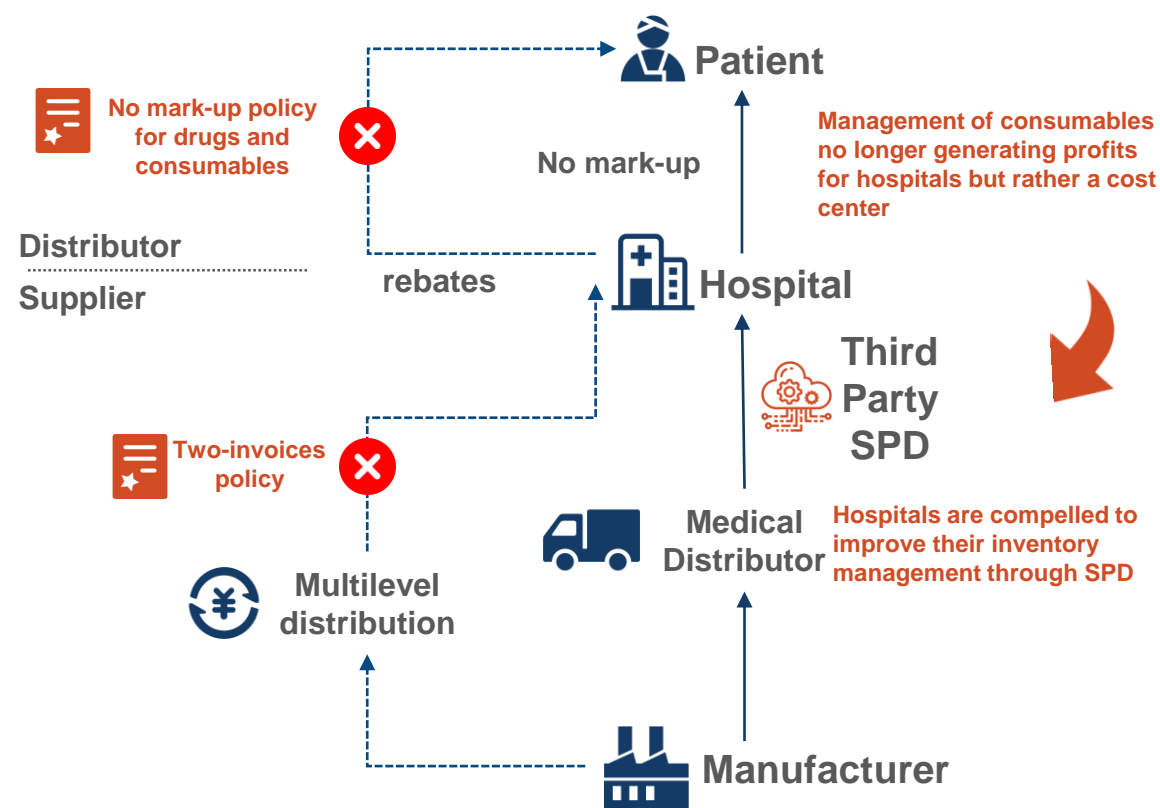 Patient
No mark-up policy
for drugs and
consumables
Management of consumables
no longer generating profits
for hospitals but rather a cost
center
No mark-up
Distributor
Supplier
rebates
Hospital
Third
Party
SPD
Two-invoices
policy
Medical
Distributor
Hospitals are compelled to
improve their inventory
management through SPD
¥
Multilevel
distribution
Manufacturer